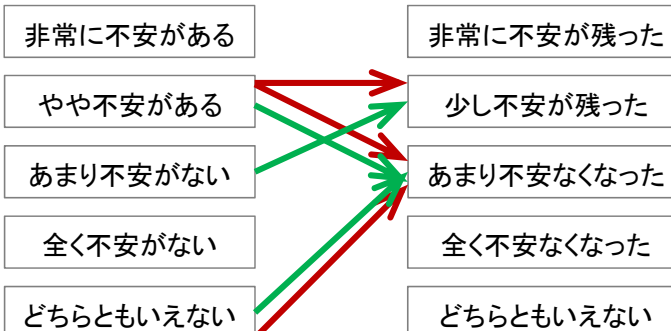 非常に不安がある
非常に不安が残った
やや不安がある
少し不安が残った
あまり不安がない
あまり不安なくなった
全く不安がない
全く不安なくなった
どちらともいえない
どちらともいえない